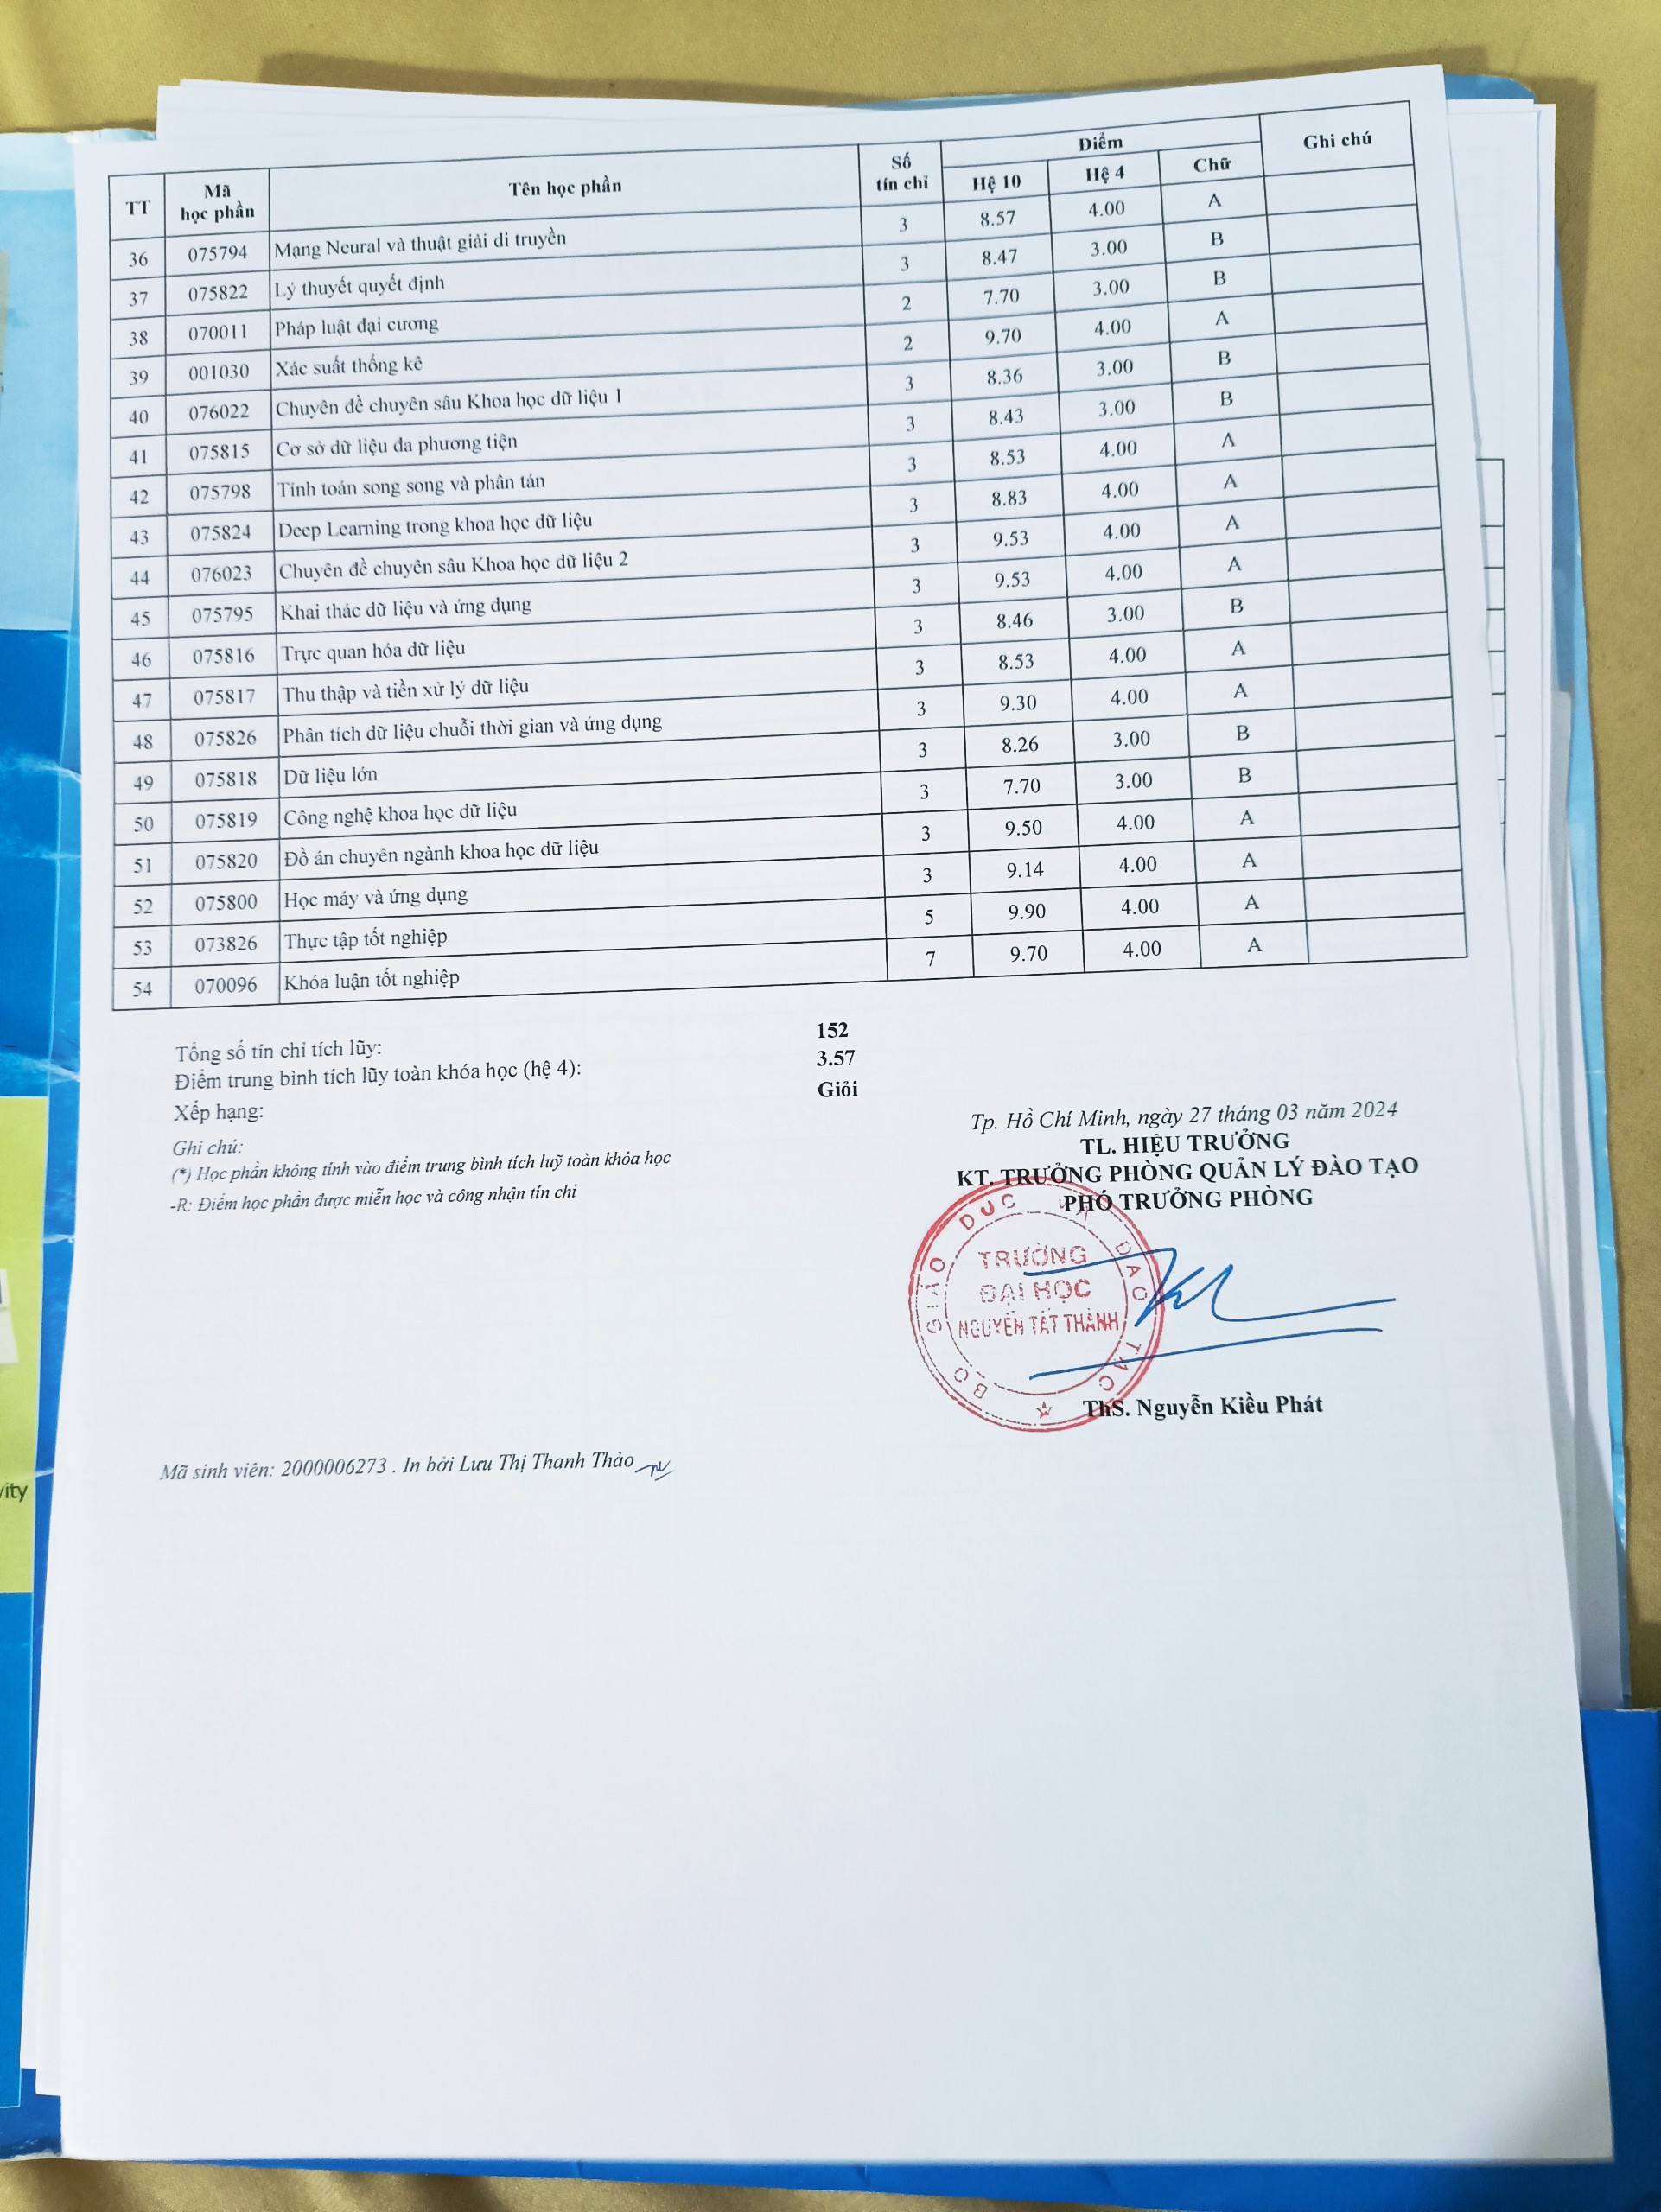 TT Mã học phần Tên học phần Số tín chỉ Điểm Ghi chú
Hệ 10 Hệ 4 Chữ
36 075794 Mạng Neural và thuật giải di truyền 3 8.57 4.00 A
37 075822 Lý thuyết quyết định 3 8.47 3.00 B
38 070011 Pháp luật đại cương 2 7.70 3.00 B
39 001030 Xác suất thống kê 2 9.70 4.00 A
40 076022 Chuyên đề chuyên sâu Khoa học dữ liệu 1 3 8.36 3.00 B
41 075815 Cơ sở dữ liệu đa phương tiện 3 8.43 3.00 B
42 075798 Tính toán song song và phân tán 3 8.53 4.00 A
43 075824 Deep Learning trong khoa học dữ liệu 3 8.83 4.00 A
44 076023 Chuyên đề chuyên sâu Khoa học dữ liệu 2 3 9.53 4.00 A
45 075795 Khai thác dữ liệu và ứng dụng 3 9.53 4.00 A
46 075816 Trực quan hóa dữ liệu 3 8.46 3.00 B
47 075817 Thu thập và tiền xử lý dữ liệu 3 8.53 4.00 A
48 075826 Phân tích dữ liệu chuỗi thời gian và ứng dụng 3 9.30 4.00 A
49 075818 Dữ liệu lớn 3 8.26 3.00 B
50 075819 Công nghệ khoa học dữ liệu 3 7.70 3.00 B
51 075820 Đồ án chuyên ngành khoa học dữ liệu 3 9.50 4.00 A
52 075800 Học máy và ứng dụng 3 9.14 4.00 A
53 073826 Thực tập tốt nghiệp 5 9.90 4.00 A
54 070096 Khóa luận tốt nghiệp 7 9.70 4.00 A
Tổng số tín chỉ tích lũy: 152
Điểm trung bình tích lũy toàn khóa học (hệ 4): 3.57
Xếp hạng: Giỏi
Ghi chú:
(*) Học phần không tính vào điểm trung bình tích luỹ toàn khóa học
-R: Điểm học phần được miễn học và công nhận tín chỉ
Tp. Hồ Chí Minh, ngày 27 tháng 03 năm 2024
TL. HIỆU TRƯỞNG
KT. TRƯỞNG PHÒNG QUẢN LÝ ĐÀO TẠO
PHÓ TRƯỞNG PHÒNG
BỘ GIÁO DỤC VÀ ĐÀO TẠO
TRƯỜNG
ĐẠI HỌC
NGUYỄN TẤT THÀNH
ThS. Nguyễn Kiều Phát
Mã sinh viên: 2000006273 . In bởi Lưu Thị Thanh Thảo
vity